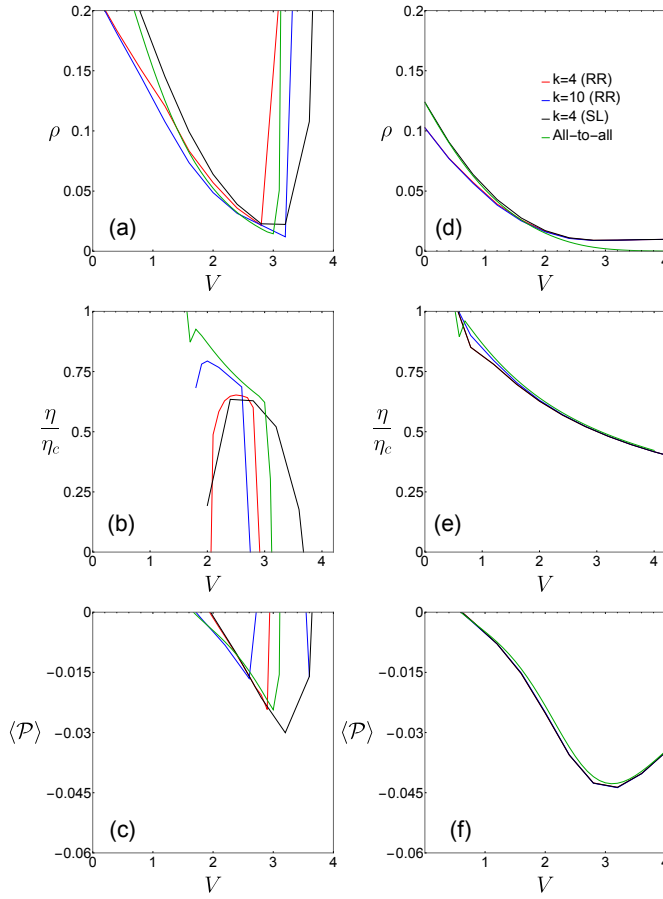 0.2
0.15
ρ
0.1
0.05
0
(a)
0 1 2 3 4
V
0.2
0.15
ρ
0.1
0.05
0
k=4 (RR)
k=10 (RR)
k=4 (SL)
All-to-all
(d)
0 1 2 3 4
V
1
0.75
η
η_c
0.5
0.25
0
(b)
0 1 2 3 4
V
1
0.75
η
η_c
0.5
0.25
0
(e)
0 1 2 3 4
V
0
-0.015
-0.03
⟨𝒫⟩
-0.045
-0.06
(c)
0 1 2 3 4
V
0
-0.015
-0.03
⟨𝒫⟩
-0.045
-0.06
(f)
0 1 2 3 4
V